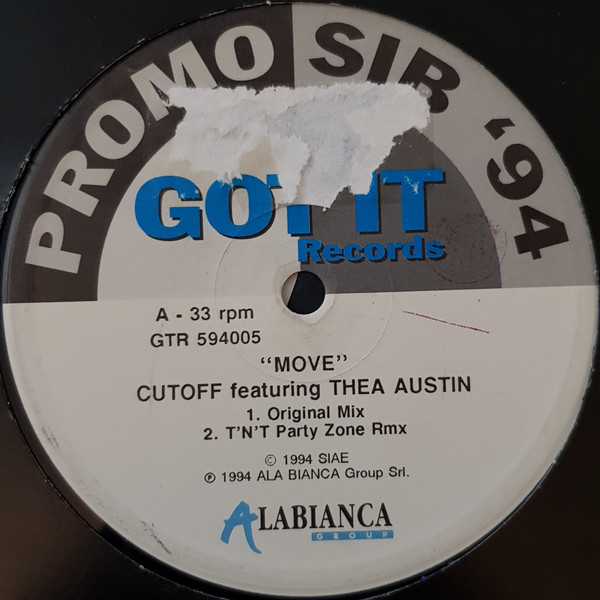 PROMO SIB '94
GOT IT
Records
A - 33 rpm
GTR 594005
"MOVE"
CUTOFF featuring THEA AUSTIN
1. Original Mix
2. T'N'T Party Zone Rmx
© 1994 SIAE
℗ 1994 ALA BIANCA Group Srl.
ALABIANCA
GROUP